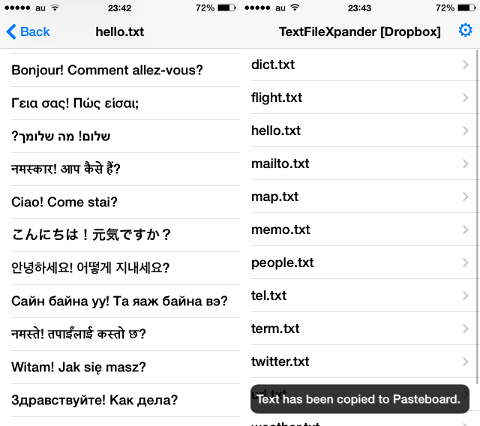 au 23:42 72%
Back hello.txt
Bonjour! Comment allez-vous?
Γεια σας! Πώς είσαι;
שלום! מה שלומך?
नमस्कार! आप कैसे हैं?
Ciao! Come stai?
こんにちは！元気ですか？
안녕하세요! 어떻게 지내세요?
Сайн байна уу! Та яаж байна вэ?
नमस्ते! तपाईँलाई कस्तो छ?
Witam! Jak się masz?
Здравствуйте! Как дела?
au 23:43 72%
TextFileXpander [Dropbox]
dict.txt
flight.txt
hello.txt
mailto.txt
map.txt
memo.txt
people.txt
tel.txt
term.txt
twitter.txt
Text has been copied to Pasteboard.
weather.txt